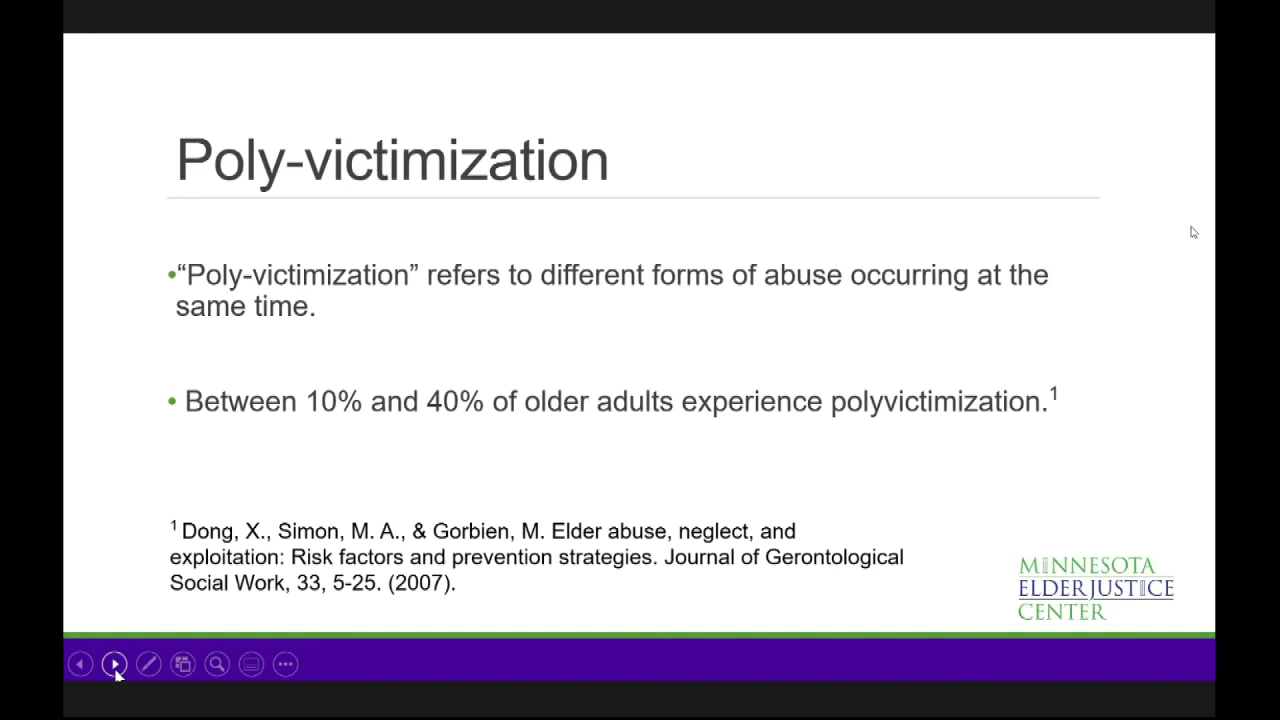 Poly-victimization
•“Poly-victimization” refers to different forms of abuse occurring at the
same time.
• Between 10% and 40% of older adults experience polyvictimization.¹
¹ Dong, X., Simon, M. A., & Gorbien, M. Elder abuse, neglect, and
exploitation: Risk factors and prevention strategies. Journal of Gerontological
Social Work, 33, 5-25. (2007).
MINNESOTA
ELDER JUSTICE
CENTER